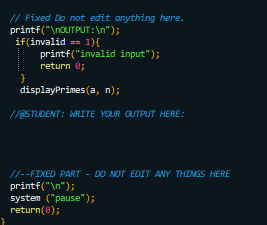 // Fixed Do not edit anything here.
printf("\nOUTPUT:\n");
if(invalid == 1){
printf("invalid input");
return 0;
}
displayPrimes(a, n);
//@STUDENT: WRITE YOUR OUTPUT HERE:
//--FIXED PART - DO NOT EDIT ANY THINGS HERE
printf("\n");
system ("pause");
return(0);
}